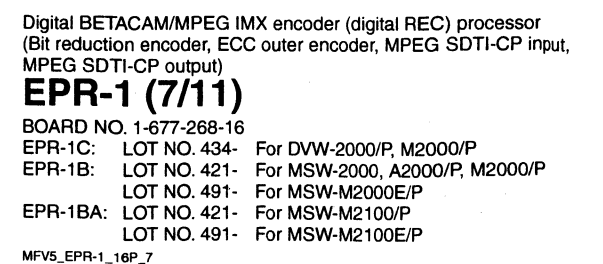 Digital BETACAM/MPEG IMX encoder (digital REC) processor
(Bit reduction encoder, ECC outer encoder, MPEG SDTI-CP input,
MPEG SDTI-CP output)
EPR-1 (7/11)
BOARD NO. 1-677-268-16
EPR-1C: LOT NO. 434- For DVW-2000/P, M2000/P
EPR-1B: LOT NO. 421- For MSW-2000, A2000/P, M2000/P
LOT NO. 491- For MSW-M2000E/P
EPR-1BA: LOT NO. 421- For MSW-M2100/P
LOT NO. 491- For MSW-M2100E/P
MFV5_EPR-1_16P_7